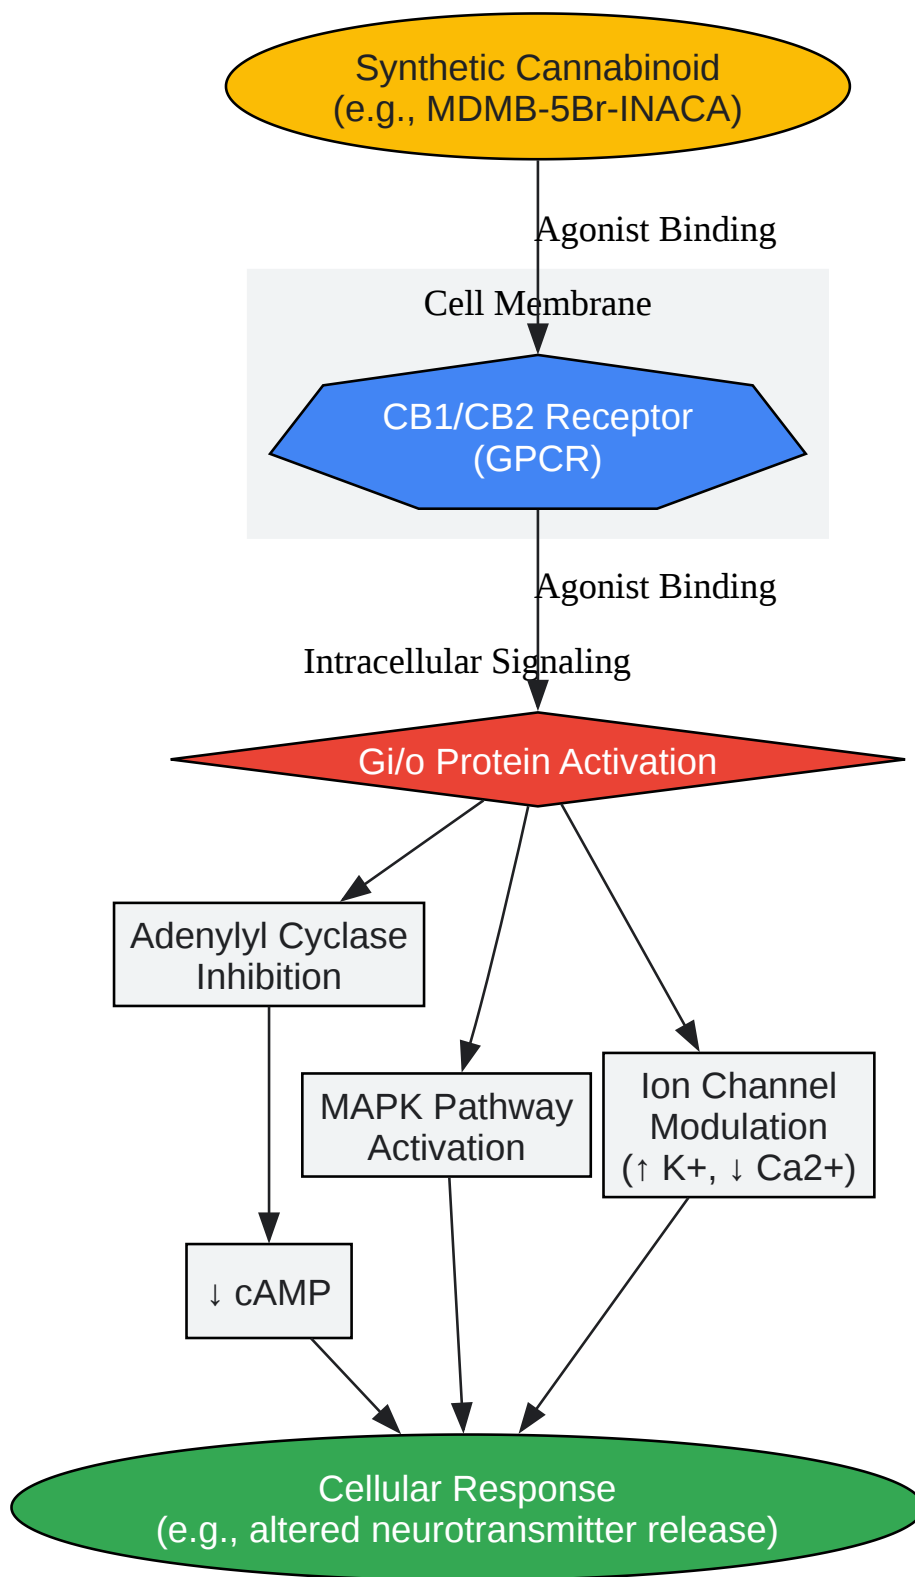 Synthetic Cannabinoid
(e.g., MDMB-5Br-INACA)
Agonist Binding
Cell Membrane
CB1/CB2 Receptor
(GPCR)
Agonist Binding
Intracellular Signaling
Gi/o Protein Activation
Adenylyl Cyclase
Inhibition
MAPK Pathway
Activation
Ion Channel
Modulation
(↑ K+, ↓ Ca2+)
↓ cAMP
Cellular Response
(e.g., altered neurotransmitter release)